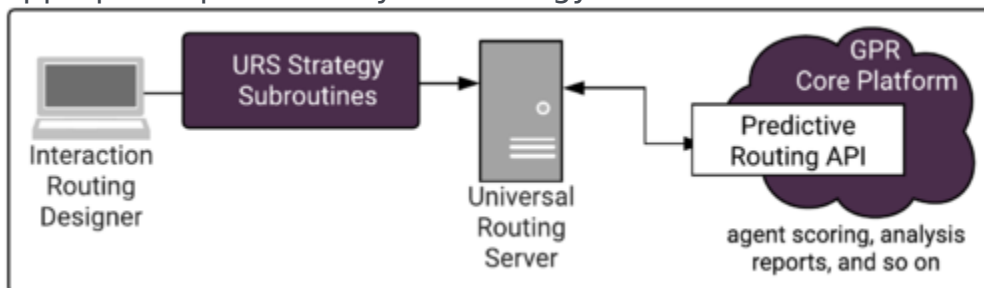 URS Strategy
Subroutines
Interaction
Routing
Designer
Universal
Routing
Server
GPR
Core Platform
Predictive
Routing API
agent scoring, analysis
reports, and so on